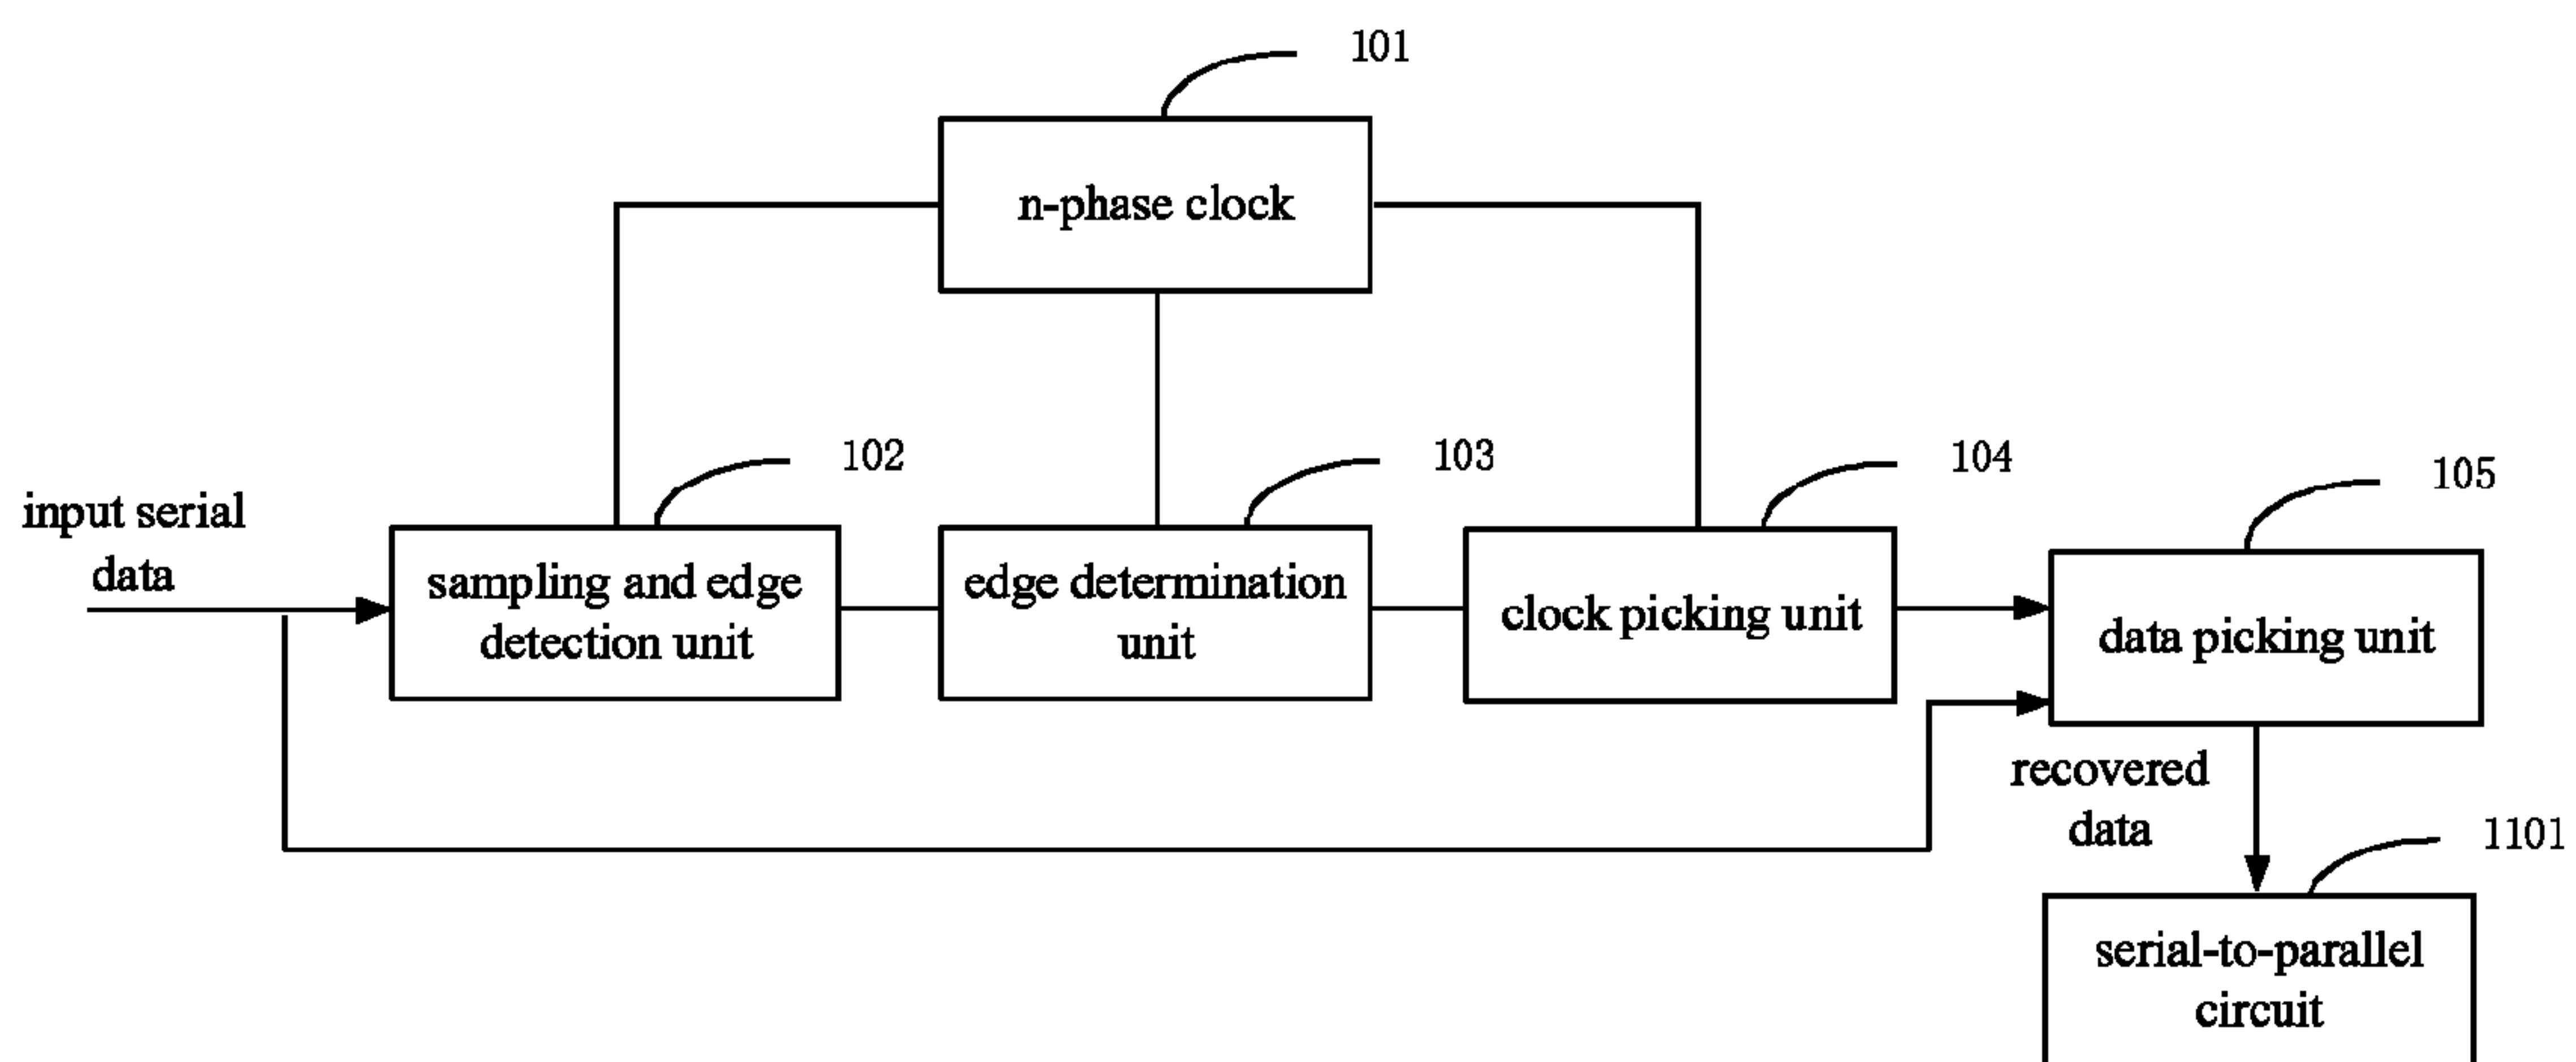 101
n-phase clock
102
103
104
105
input serial
data
sampling and edge
detection unit
edge determination
unit
clock picking unit
data picking unit
recovered
data
1101
serial-to-parallel
circuit